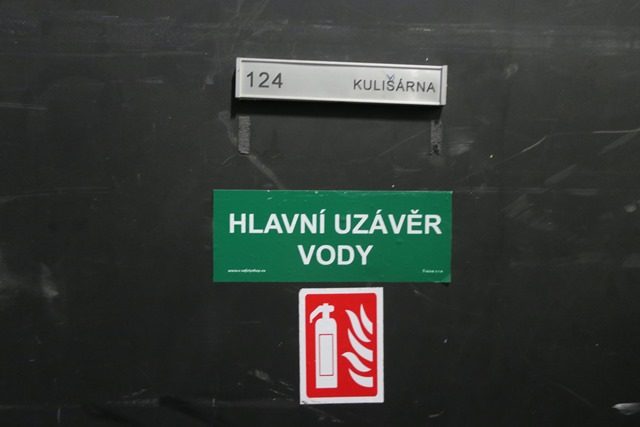 124 KULIŠÁRNA
HLAVNÍ UZÁVĚR
VODY